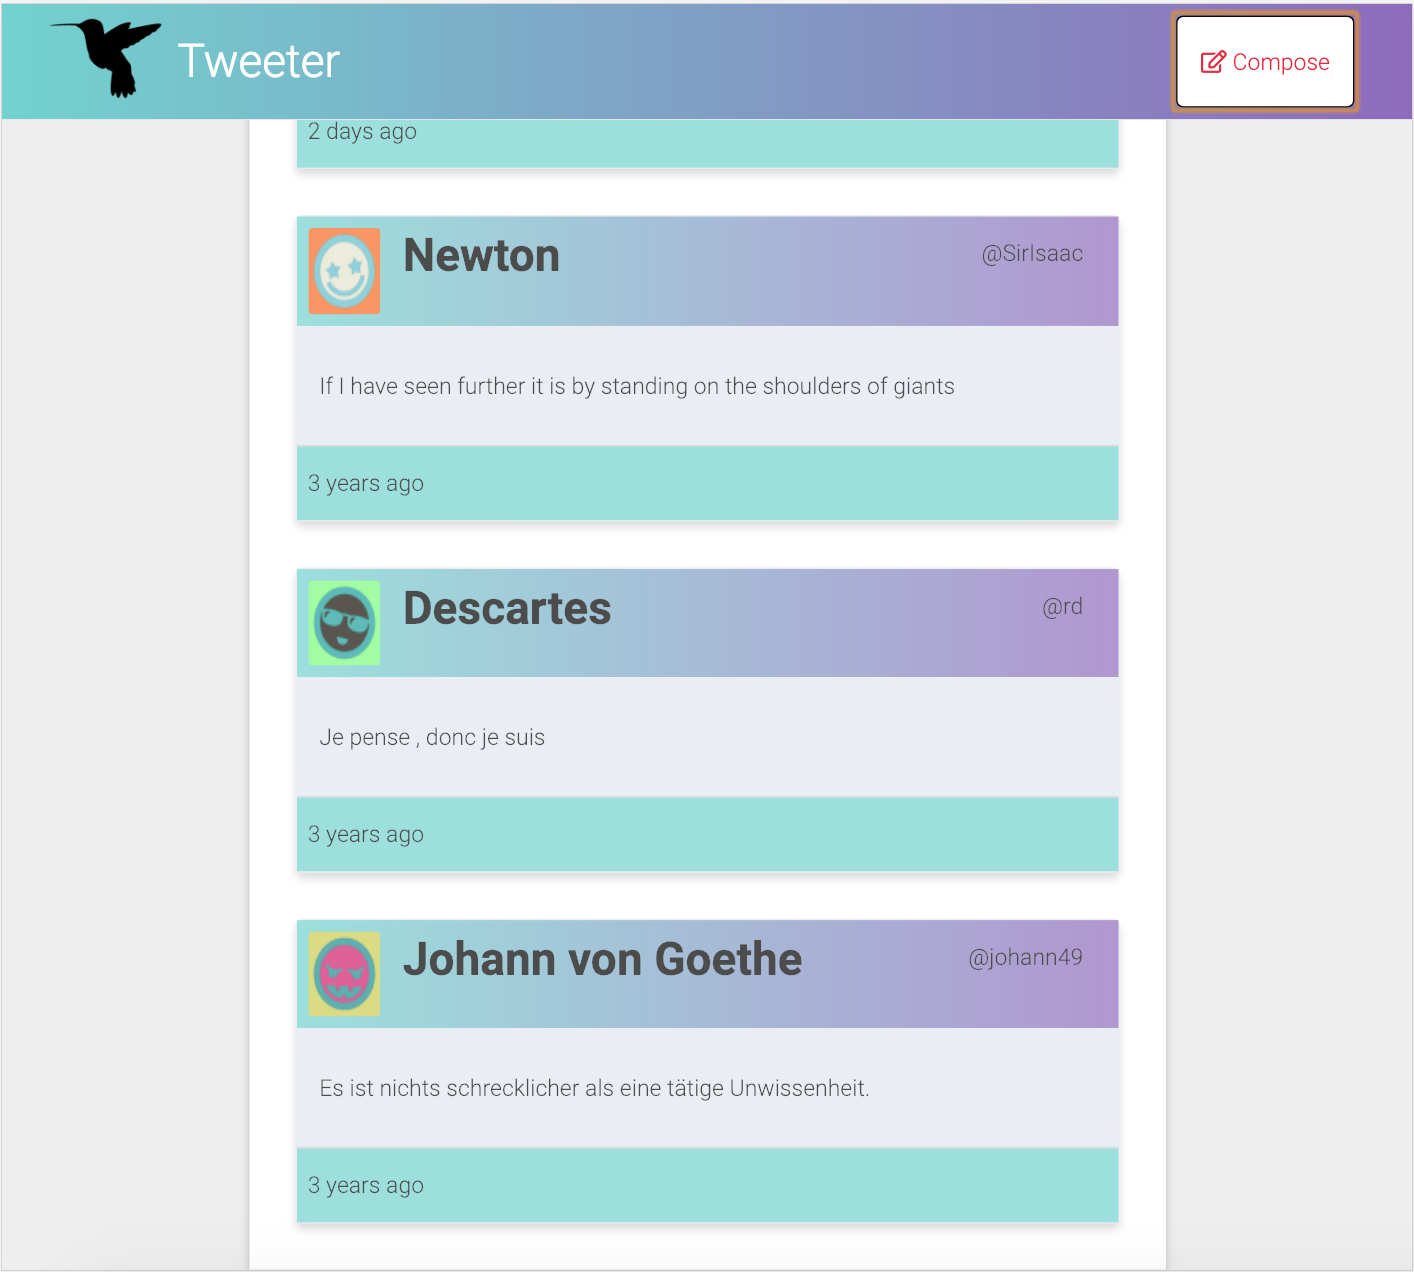 Tweeter
Compose
2 days ago
Newton
@SirIsaac
If I have seen further it is by standing on the shoulders of giants
3 years ago
Descartes
@rd
Je pense , donc je suis
3 years ago
Johann von Goethe
@johann49
Es ist nichts schrecklicher als eine tätige Unwissenheit.
3 years ago